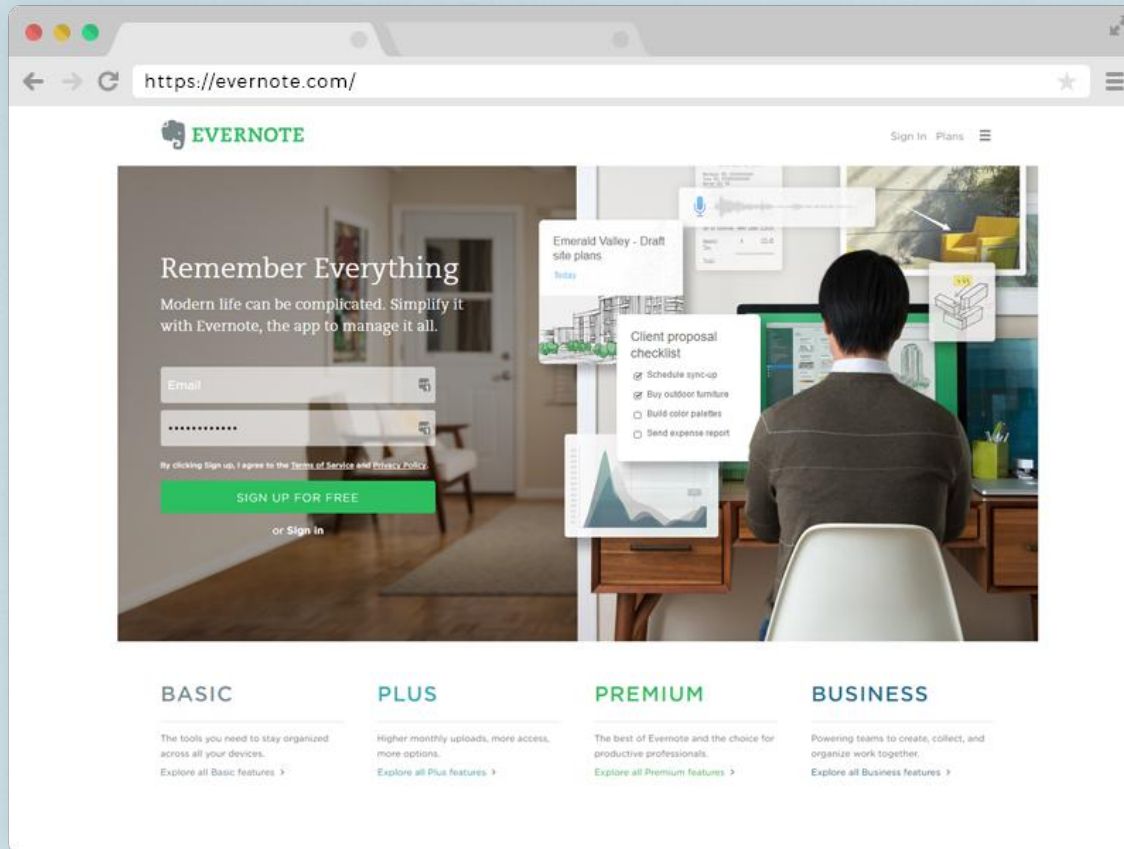 https://evernote.com/
EVERNOTE
Sign In Plans
Remember Everything
Modern life can be complicated. Simplify it
with Evernote, the app to manage it all.
Email
By clicking Sign up, I agree to the Terms of Service and Privacy Policy.
SIGN UP FOR FREE
or Sign in
Emerald Valley - Draft
site plans
Today
Client proposal
checklist
Schedule sync-up
Buy outdoor furniture
Build color palettes
Send expense report
BASIC
The tools you need to stay organized
across all your devices.
Explore all Basic features >
PLUS
Higher monthly uploads, more access,
more options.
Explore all Plus features >
PREMIUM
The best of Evernote and the choice for
productive professionals.
Explore all Premium features >
BUSINESS
Powering teams to create, collect, and
organize work together.
Explore all Business features >